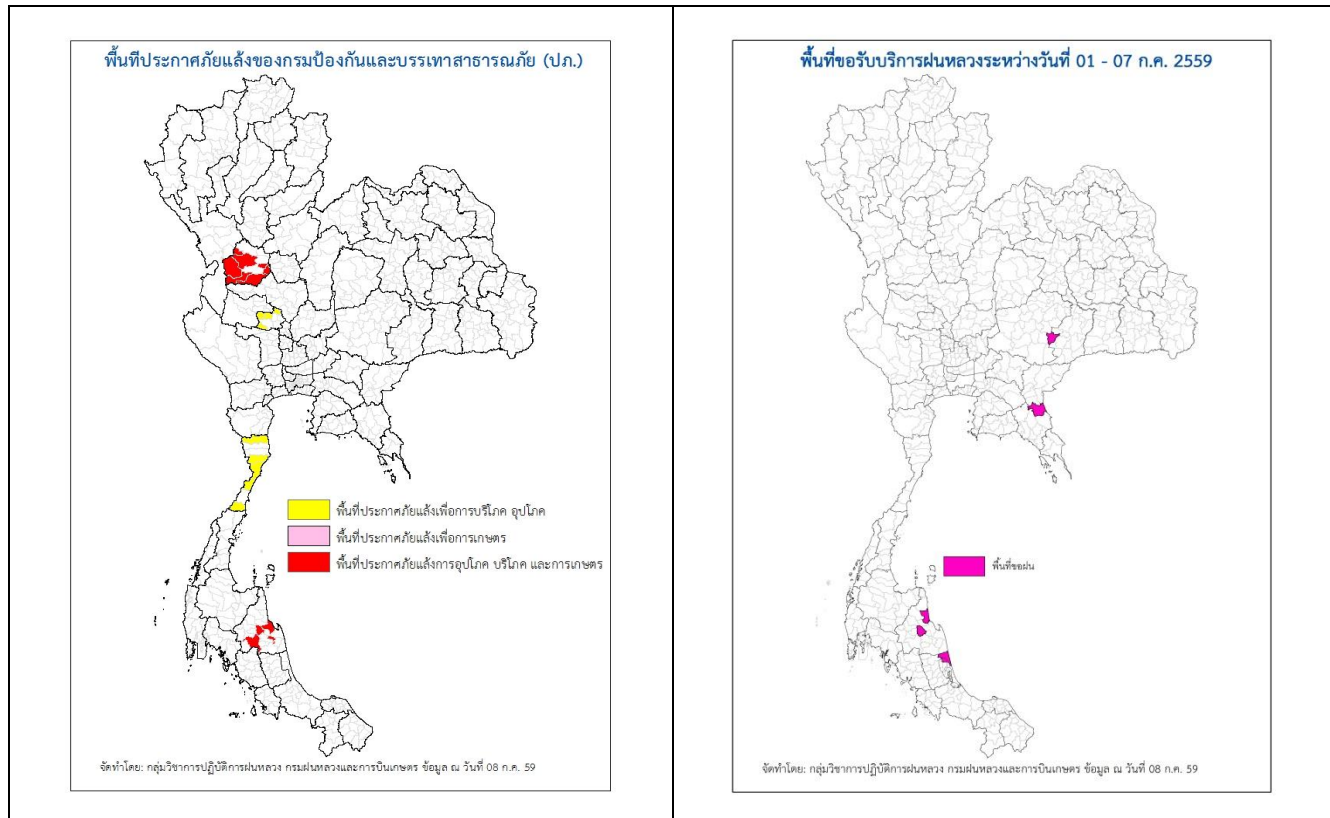 พื้นที่ประกาศภัยแล้งของกรมป้องกันและบรรเทาสาธารณภัย (ปภ.)
พื้นที่ประกาศภัยแล้งเพื่อการบริโภค อุปโภค
พื้นที่ประกาศภัยแล้งเพื่อการเกษตร
พื้นที่ประกาศภัยแล้งการอุปโภค บริโภค และการเกษตร
จัดทำโดย: กลุ่มวิชาการปฏิบัติการฝนหลวง กรมฝนหลวงและการบินเกษตร ข้อมูล ณ วันที่ 08 ก.ค. 59
พื้นที่ขอรับบริการฝนหลวงระหว่างวันที่ 01 - 07 ก.ค. 2559
พื้นที่ขอฝน
จัดทำโดย: กลุ่มวิชาการปฏิบัติการฝนหลวง กรมฝนหลวงและการบินเกษตร ข้อมูล ณ วันที่ 08 ก.ค. 59